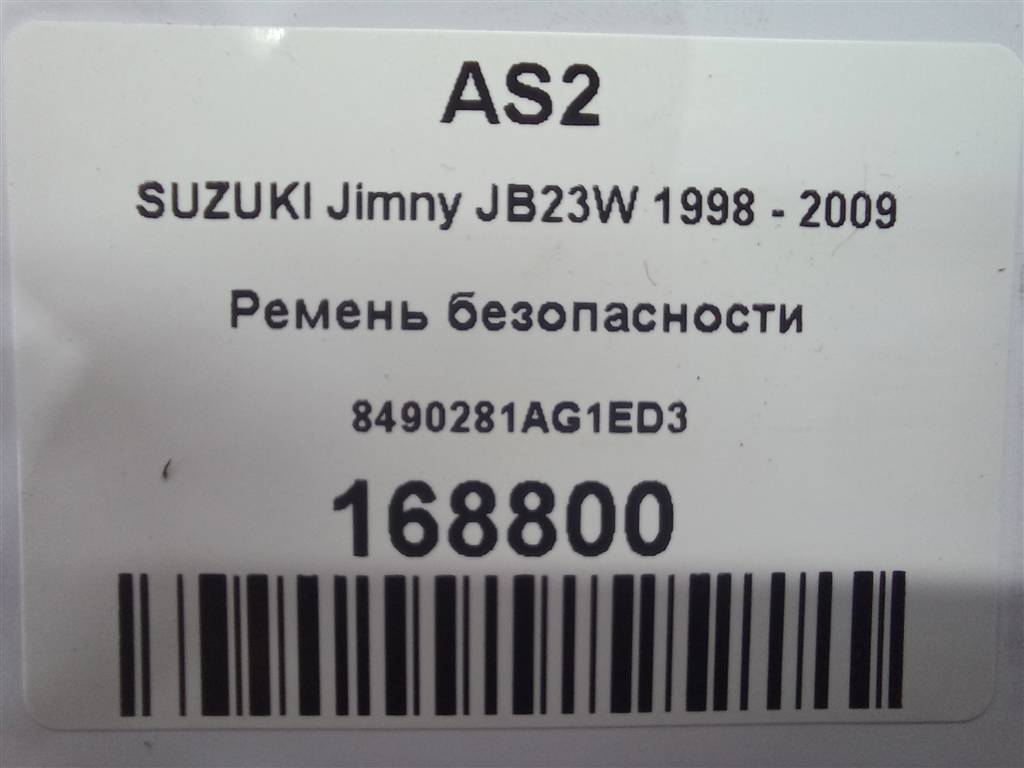 AS2
SUZUKI Jimny JB23W 1998 - 2009
Ремень безопасности
8490281AG1ED3
168800